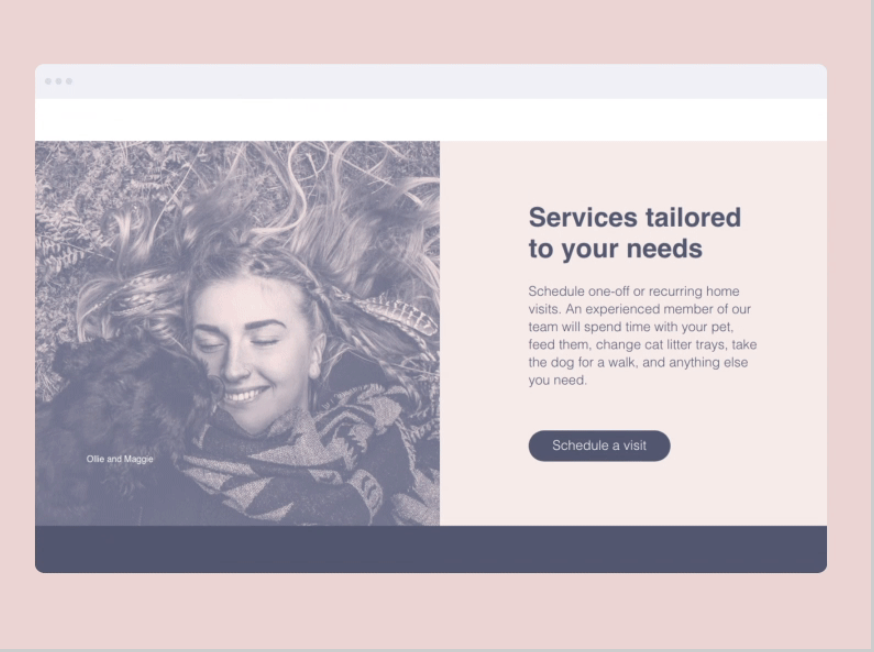 Services tailored
to your needs
Schedule one-off or recurring home
visits. An experienced member of our
team will spend time with your pet,
feed them, change cat litter trays, take
the dog for a walk, and anything else
you need.
Schedule a visit
Ollie and Maggie